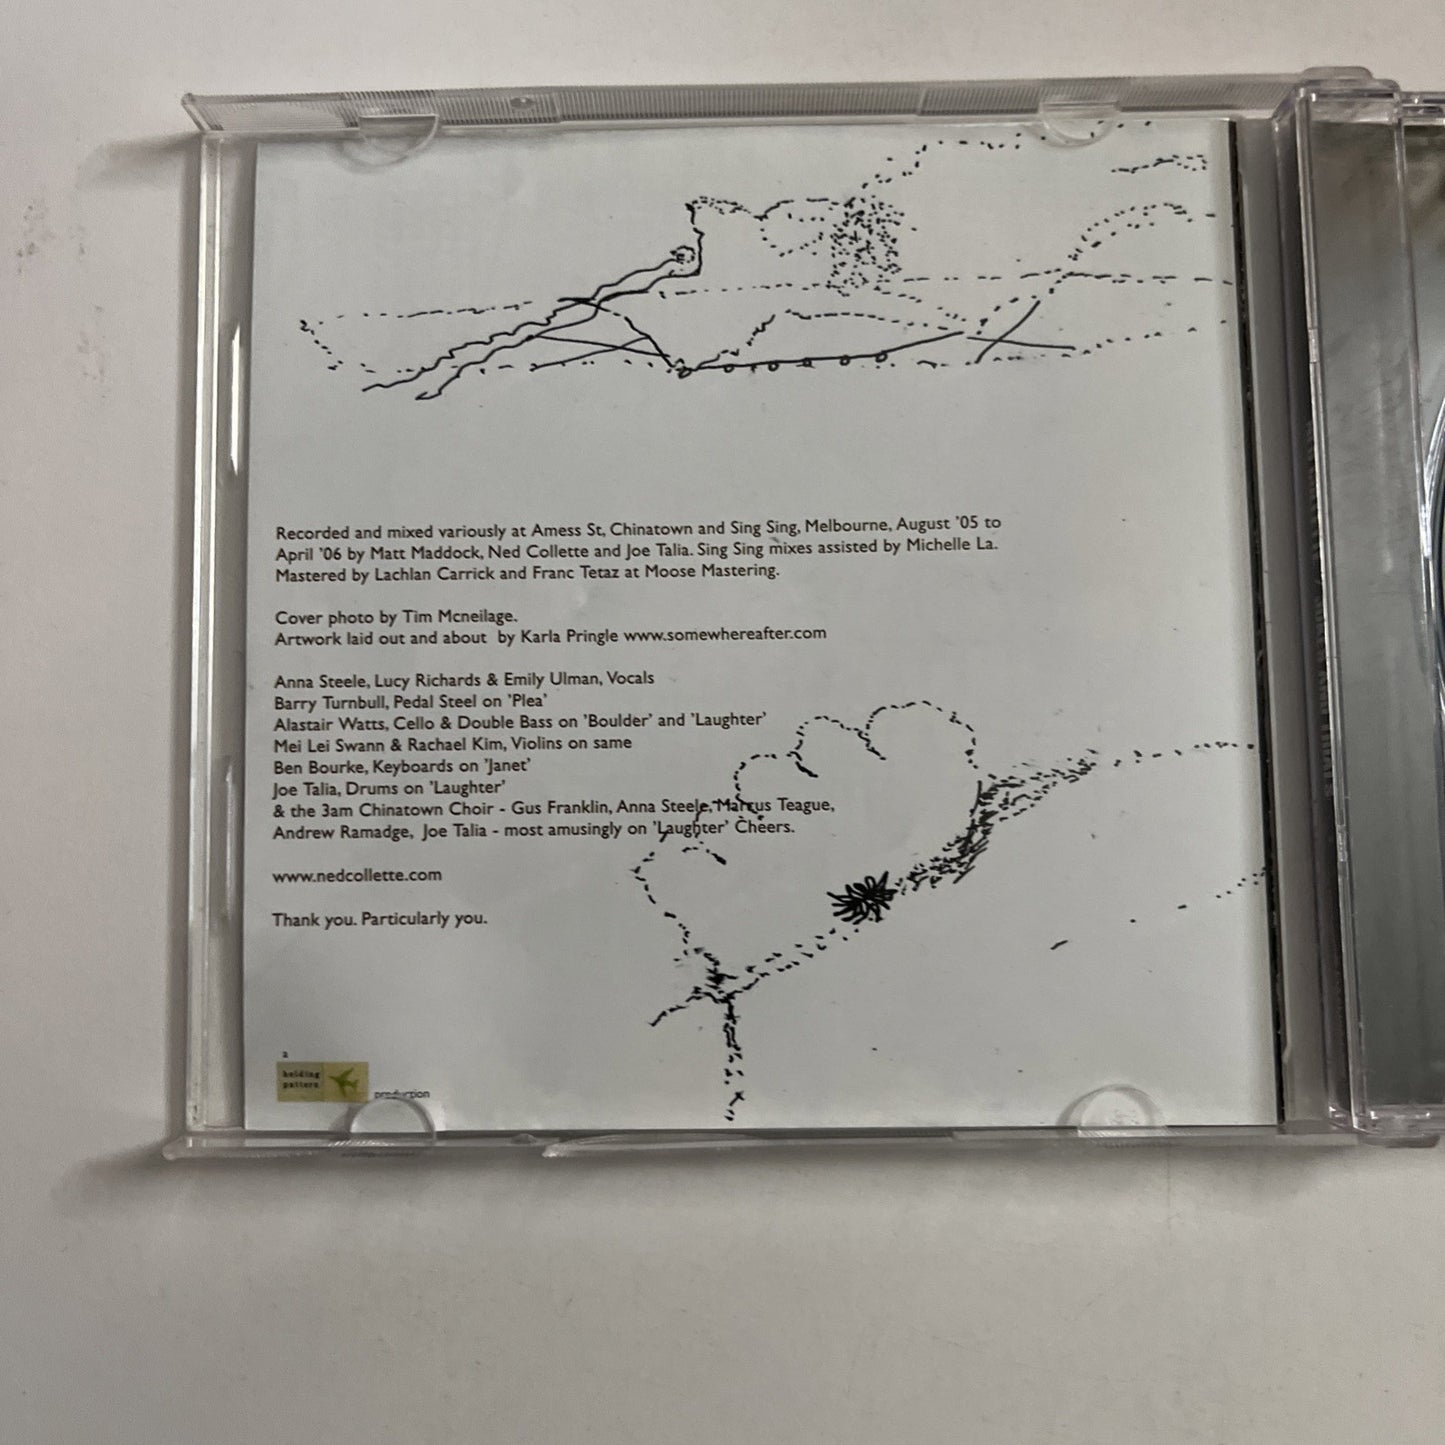 Recorded and mixed variously at Amess St, Chinatown and Sing Sing, Melbourne, August '05 to
April '06 by Matt Maddock, Ned Collette and Joe Talia. Sing Sing mixes assisted by Michelle La.
Mastered by Lachlan Carrick and Franc Tetaz at Moose Mastering.
Cover photo by Tim Mcneilage.
Artwork laid out and about by Karla Pringle www.somewhereafter.com
Anna Steele, Lucy Richards & Emily Ulman, Vocals
Barry Turnbull, Pedal Steel on 'Plea'
Alastair Watts, Cello & Double Bass on 'Boulder' and 'Laughter'
Mei Lei Swann & Rachael Kim, Violins on same
Ben Bourke, Keyboards on 'Janet'
Joe Talia, Drums on 'Laughter'
& the 3am Chinatown Choir - Gus Franklin, Anna Steele, Marcus Teague,
Andrew Ramadge, Joe Talia - most amusingly on 'Laughter' Cheers.
www.nedcollette.com
Thank you. Particularly you.
a
holding
pattern
production